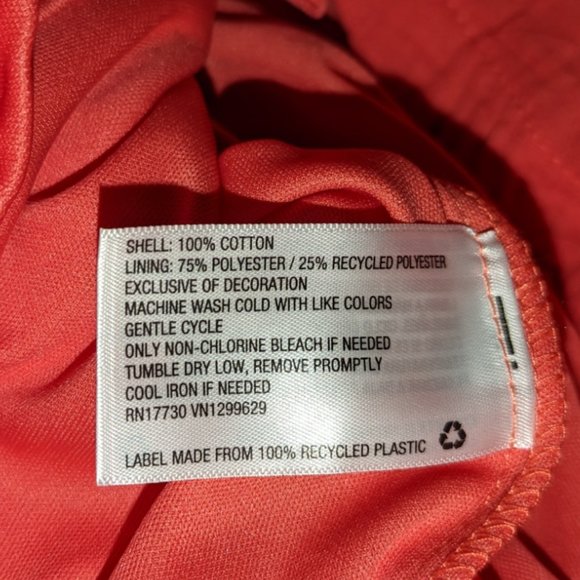 SHELL: 100% COTTON
LINING: 75% POLYESTER / 25% RECYCLED POLYESTER
EXCLUSIVE OF DECORATION
MACHINE WASH COLD WITH LIKE COLORS
GENTLE CYCLE
ONLY NON-CHLORINE BLEACH IF NEEDED
TUMBLE DRY LOW, REMOVE PROMPTLY
COOL IRON IF NEEDED
RN17730 VN1299629
LABEL MADE FROM 100% RECYCLED PLASTIC